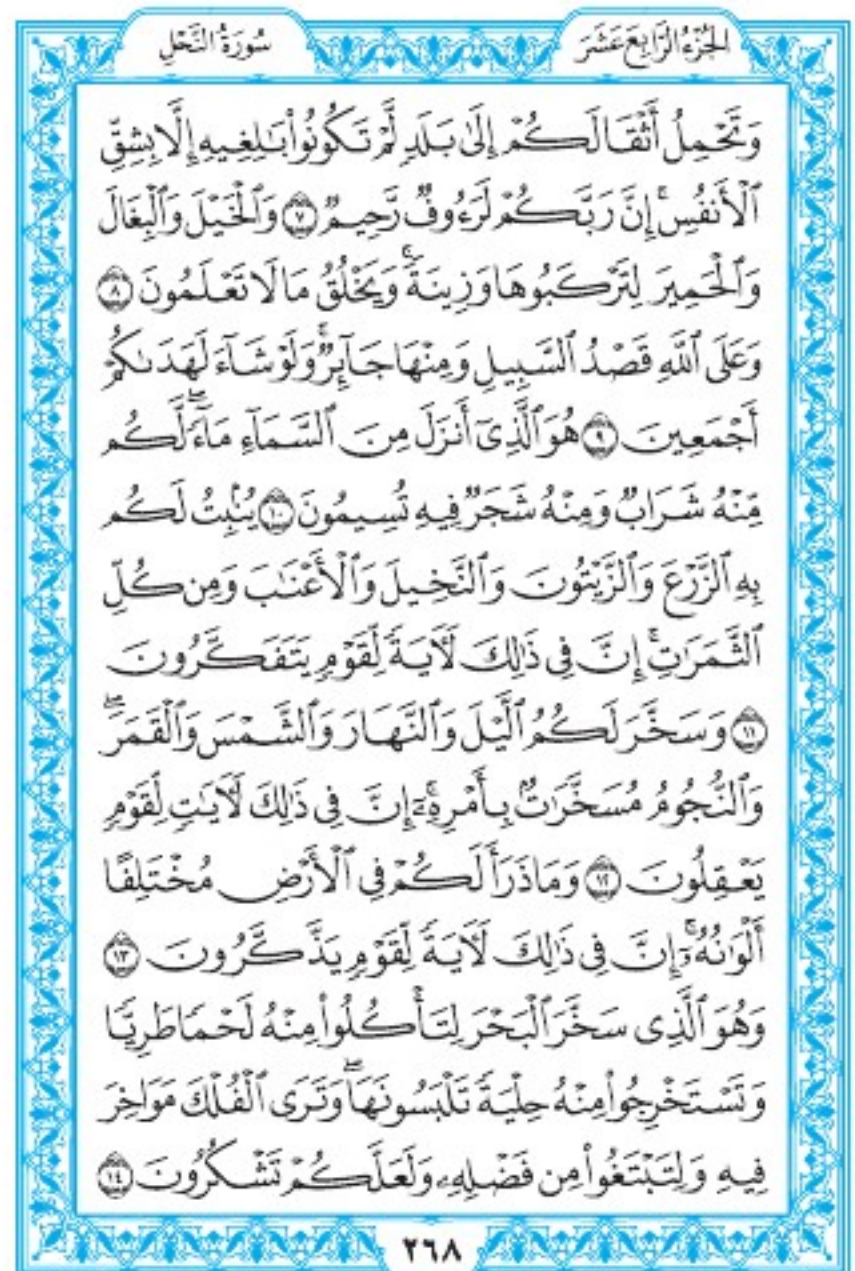 الجُزْءُ الرَّابِعَ عَشَرَ
سُورَةُ النَّحْلِ
وَتَحْمِلُ أَثْقَالَكُمْ إِلَىٰ بَلَدٍ لَّمْ تَكُونُوا۟ بَـٰلِغِيهِ إِلَّا بِشِقِّ
ٱلْأَنفُسِ ۚ إِنَّ رَبَّكُمْ لَرَءُوفٌ رَّحِيمٌ ٧ وَٱلْخَيْلَ وَٱلْبِغَالَ
وَٱلْحَمِيرَ لِتَرْكَبُوهَا وَزِينَةً ۚ وَيَخْلُقُ مَا لَا تَعْلَمُونَ ٨
وَعَلَى ٱللَّهِ قَصْدُ ٱلسَّبِيلِ وَمِنْهَا جَآئِرٌ ۚ وَلَوْ شَآءَ لَهَدَىٰكُمْ
أَجْمَعِينَ ٩ هُوَ ٱلَّذِىٓ أَنزَلَ مِنَ ٱلسَّمَآءِ مَآءً ۖ لَّكُم
مِّنْهُ شَرَابٌ وَمِنْهُ شَجَرٌ فِيهِ تُسِيمُونَ ١٠ يُنۢبِتُ لَكُم
بِهِ ٱلزَّرْعَ وَٱلزَّيْتُونَ وَٱلنَّخِيلَ وَٱلْأَعْنَـٰبَ وَمِن كُلِّ
ٱلثَّمَرَٰتِ ۗ إِنَّ فِى ذَٰلِكَ لَـَٔايَةً لِّقَوْمٍ يَتَفَكَّرُونَ
١١ وَسَخَّرَ لَكُمُ ٱلَّيْلَ وَٱلنَّهَارَ وَٱلشَّمْسَ وَٱلْقَمَرَ ۖ
وَٱلنُّجُومُ مُسَخَّرَٰتٌۢ بِأَمْرِهِۦٓ ۗ إِنَّ فِى ذَٰلِكَ لَـَٔايَـٰتٍ لِّقَوْمٍ
يَعْقِلُونَ ١٢ وَمَا ذَرَأَ لَكُمْ فِى ٱلْأَرْضِ مُخْتَلِفًا
أَلْوَٰنُهُۥٓ ۗ إِنَّ فِى ذَٰلِكَ لَـَٔايَةً لِّقَوْمٍ يَذَّكَّرُونَ ١٣
وَهُوَ ٱلَّذِى سَخَّرَ ٱلْبَحْرَ لِتَأْكُلُوا۟ مِنْهُ لَحْمًا طَرِيًّا
وَتَسْتَخْرِجُوا۟ مِنْهُ حِلْيَةً تَلْبَسُونَهَا ۖ وَتَرَى ٱلْفُلْكَ مَوَاخِرَ
فِيهِ وَلِتَبْتَغُوا۟ مِن فَضْلِهِۦ وَلَعَلَّكُمْ تَشْكُرُونَ ١٤
٢٦٨